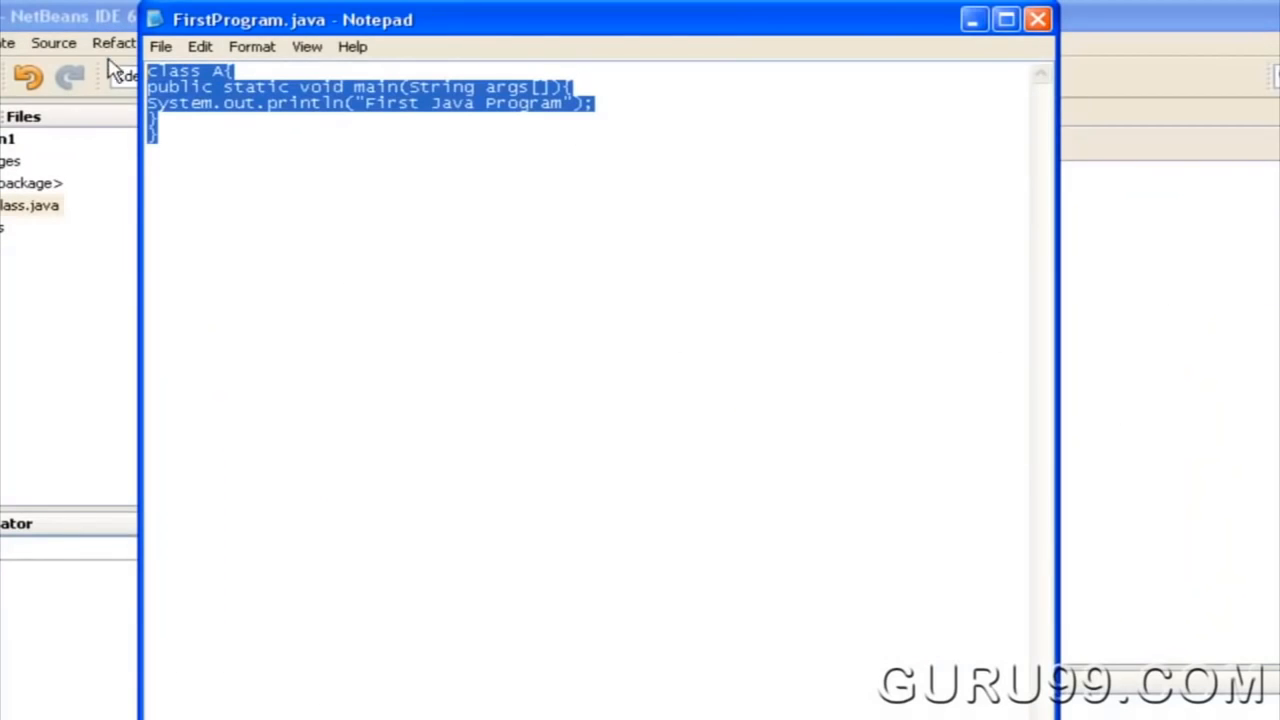 - NetBeans IDE 6
FirstProgram.java - Notepad
te Source Refact
File Edit Format View Help
de
class A{
public static void main(String args[]){
System.out.println("First Java Program");
}
}
Files
n1
ges
package>
lass.java
s
ator
GURU99.COM